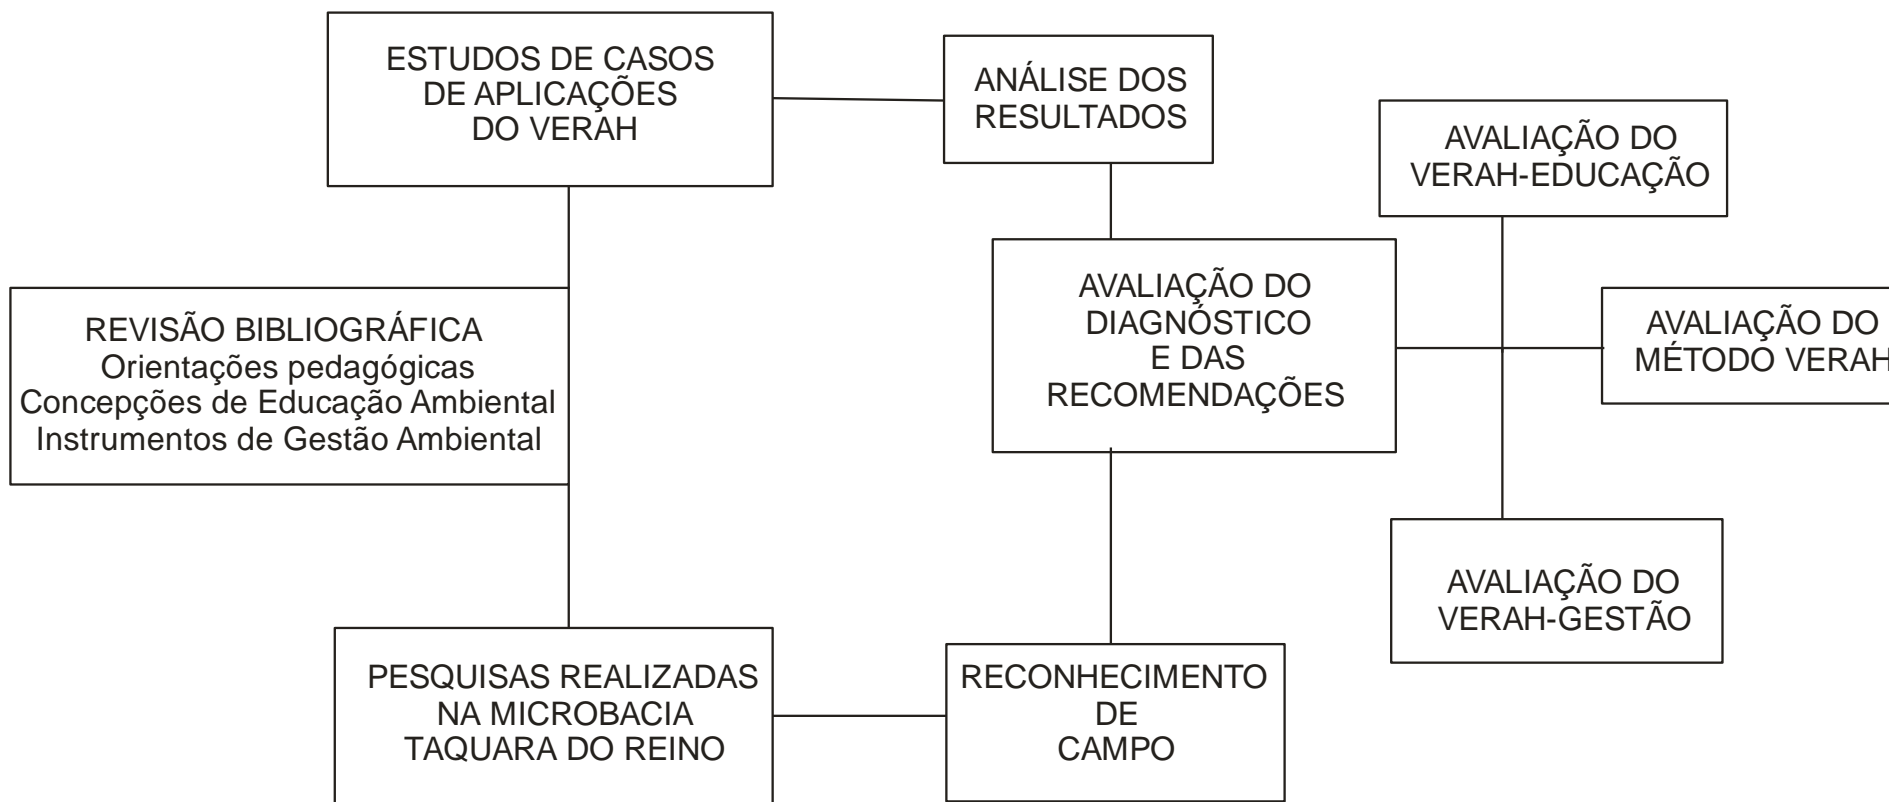 ESTUDOS DE CASOS
DE APLICAÇÕES
DO VERAH
ANÁLISE DOS
RESULTADOS
AVALIAÇÃO DO
VERAH-EDUCAÇÃO
REVISÃO BIBLIOGRÁFICA
Orientações pedagógicas
Concepções de Educação Ambiental
Instrumentos de Gestão Ambiental
AVALIAÇÃO DO
DIAGNÓSTICO
E DAS
RECOMENDAÇÕES
AVALIAÇÃO DO
MÉTODO VERAH
AVALIAÇÃO DO
VERAH-GESTÃO
PESQUISAS REALIZADAS
NA MICROBACIA
TAQUARA DO REINO
RECONHECIMENTO
DE
CAMPO